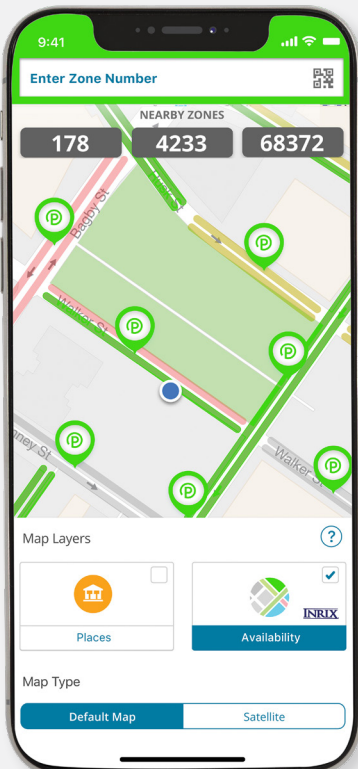 9:41
Enter Zone Number
NEARBY ZONES
178
4233
68372
Bagby St
Walker St
Walker St
Map Layers
?
Places
INRIX
Availability
Map Type
Default Map
Satellite